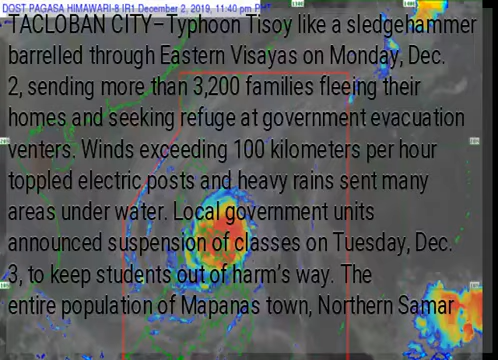 DOST PAGASA HIMAWARI-8 IR1 December 2, 2019, 11:40 pm
TACLOBAN CITY–Typhoon Tisoy like a sledgehammer
barrelled through Eastern Visayas on Monday, Dec.
2, sending more than 3,200 families fleeing their
homes and seeking refuge at government evacuation
venters. Winds exceeding 100 kilometers per hour
toppled electric posts and heavy rains sent many
areas under water. Local government units
announced suspension of classes on Tuesday, Dec.
3, to keep students out of harm's way. The
entire population of Mapanas town, Northern Samar